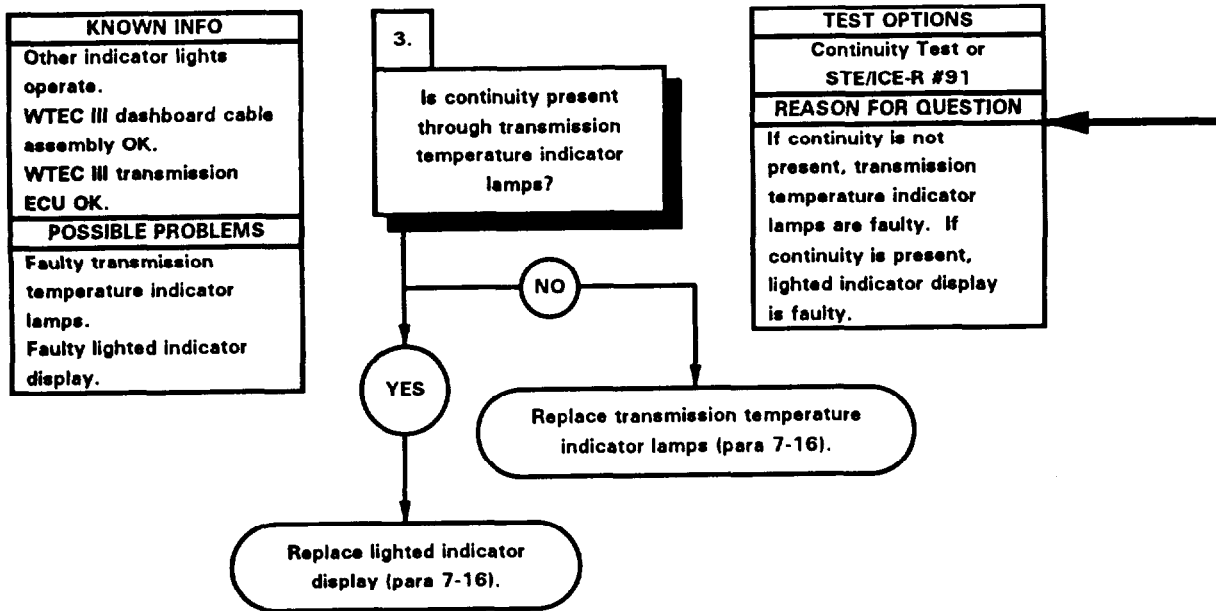 KNOWN INFO
Other indicator lights
operate.
WTEC III dashboard cable
assembly OK.
WTEC III transmission
ECU OK.
POSSIBLE PROBLEMS
Faulty transmission
temperature indicator
lamps.
Faulty lighted indicator
display.
3.
Is continuity present
through transmission
temperature indicator
lamps?
TEST OPTIONS
Continuity Test or
STE/ICE-R #91
REASON FOR QUESTION
If continuity is not
present, transmission
temperature indicator
lamps are faulty. If
continuity is present,
lighted indicator display
is faulty.
NO
YES
Replace transmission temperature
indicator lamps (para 7-16).
Replace lighted indicator
display (para 7-16).